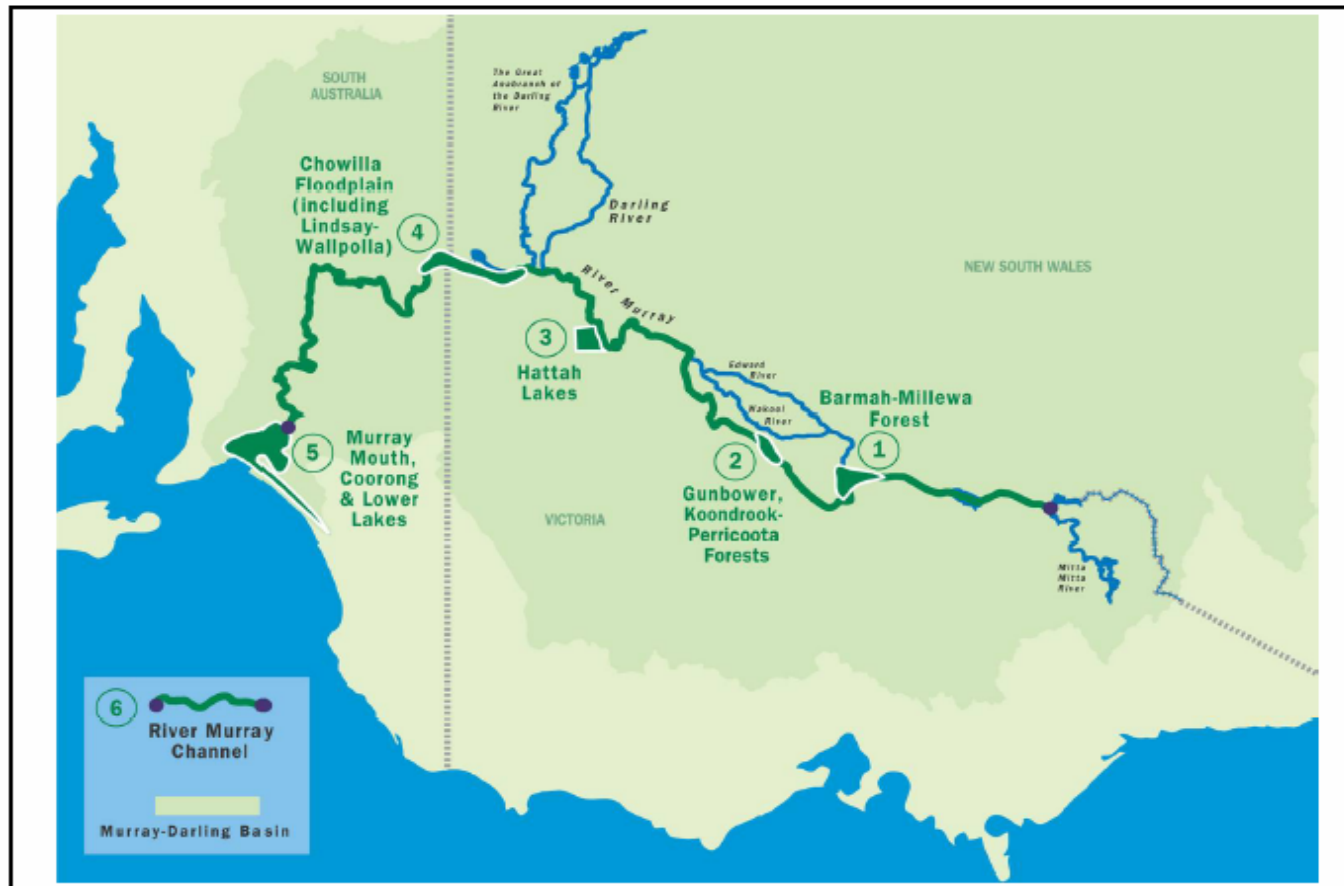 SOUTH
AUSTRALIA
The Great
Anabranch of
the Darling
River
Chowilla
Floodplain
(including
Lindsay-
Wallpolla)
4
Darling
River
NEW SOUTH WALES
River Murray
3
Hattah
Lakes
Edward
River
Wakool
River
Barmah-Millewa
Forest
1
2
Gunbower,
Koondrook-
Perricoota
Forests
5
Murray
Mouth,
Coorong
& Lower
Lakes
VICTORIA
Mitta
Mitta
River
6
River Murray
Channel
Murray-Darling Basin